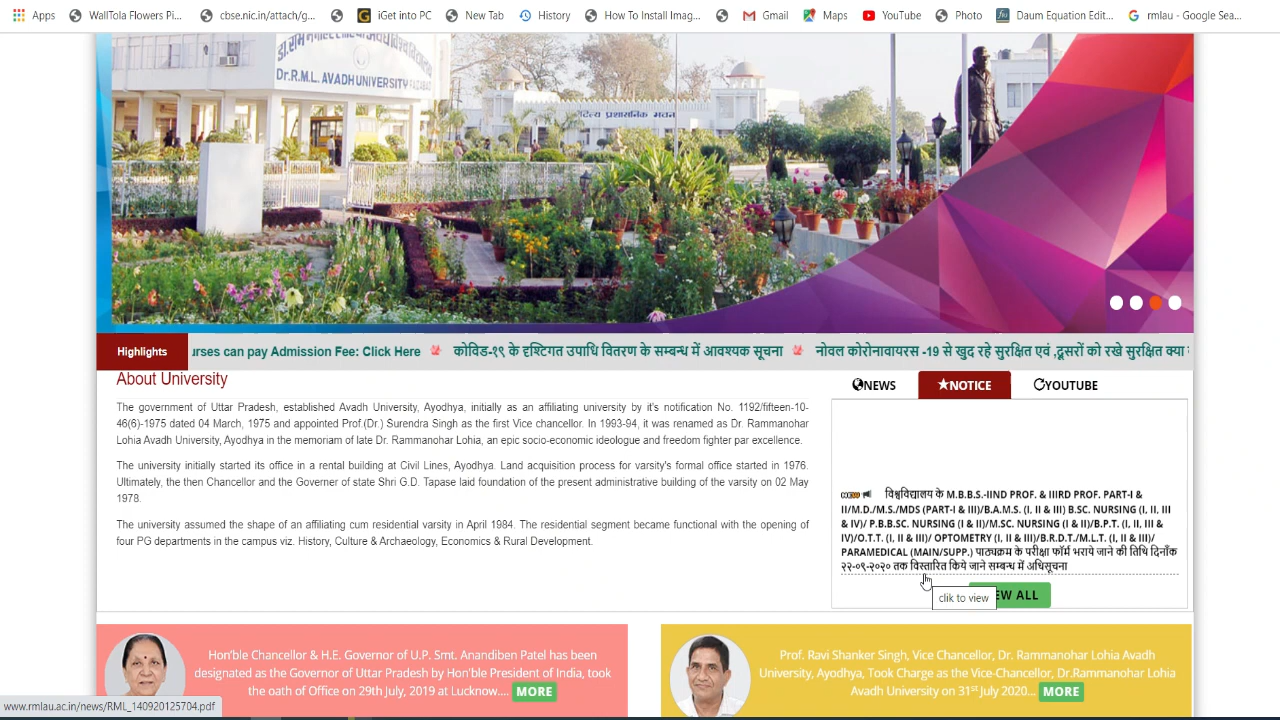 Apps WallTola Flowers Pi... cbse.nic.in/attach/g... iGet into PC New Tab History How To Install Imag... Gmail Maps YouTube Photo Daum Equation Edit... rmlau - Google Sea...
Dr.R.M.L. AVADH UNIVERSITY
प्रशासनिक भवन
Highlights
urses can pay Admission Fee: Click Here कोविड-१९ के दृष्टिगत उपाधि वितरण के सम्बन्ध में आवश्यक सूचना नोवल कोरोनावायरस -19 से खुद रहे सुरक्षित एवं ,दूसरों को रखे सुरक्षित क्या
About University
The government of Uttar Pradesh, established Avadh University, Ayodhya, initially as an affiliating university by it's notification No. 1192/fifteen-10-
46(6)-1975 dated 04 March, 1975 and appointed Prof.(Dr.) Surendra Singh as the first Vice chancellor. In 1993-94, it was renamed as Dr. Rammanohar
Lohia Avadh University, Ayodhya in the memoriam of late Dr. Rammanohar Lohia, an epic socio-economic ideologue and freedom fighter par excellence.
The university initially started its office in a rental building at Civil Lines, Ayodhya. Land acquisition process for varsity's formal office started in 1976.
Ultimately, the then Chancellor and the Governor of state Shri G.D. Tapase laid foundation of the present administrative building of the varsity on 02 May
1978.
The university assumed the shape of an affiliating cum residential varsity in April 1984. The residential segment became functional with the opening of
four PG departments in the campus viz. History, Culture & Archaeology, Economics & Rural Development.
NEWS NOTICE YOUTUBE
विश्वविद्यालय के M.B.B.S.-IIND PROF. & IIIRD PROF. PART-I &
II/M.D./M.S./MDS (PART-I & III)/B.A.M.S. (I, II & III) B.SC. NURSING (I, II, III
& IV)/ P.B.B.SC. NURSING (I & II)/M.SC. NURSING (I & II)/B.P.T. (I, II, III &
IV)/O.T.T. (I, II & III)/ OPTOMETRY (I, II & III)/B.R.D.T./M.L.T. (I, II & III)/
PARAMEDICAL (MAIN/SUPP.) पाठ्यक्रम के परीक्षा फॉर्म भराये जाने की तिथि दिनाँक
२२-०९-२०२० तक विस्तारित किये जाने सम्बन्ध में अधिसूचना
EW ALL
clik to view
Hon'ble Chancellor & H.E. Governor of U.P. Smt. Anandiben Patel has been
designated as the Governor of Uttar Pradesh by Hon'ble President of India, took
the oath of Office on 29th July, 2019 at Lucknow.... MORE
Prof. Ravi Shanker Singh, Vice Chancellor, Dr. Rammanohar Lohia Avadh
University, Ayodhya, Took Charge as the Vice-Chancellor, Dr.Rammanohar Lohia
Avadh University on 31st July 2020... MORE
www.rmlau.ac.in/news/RML_140920125704.pdf